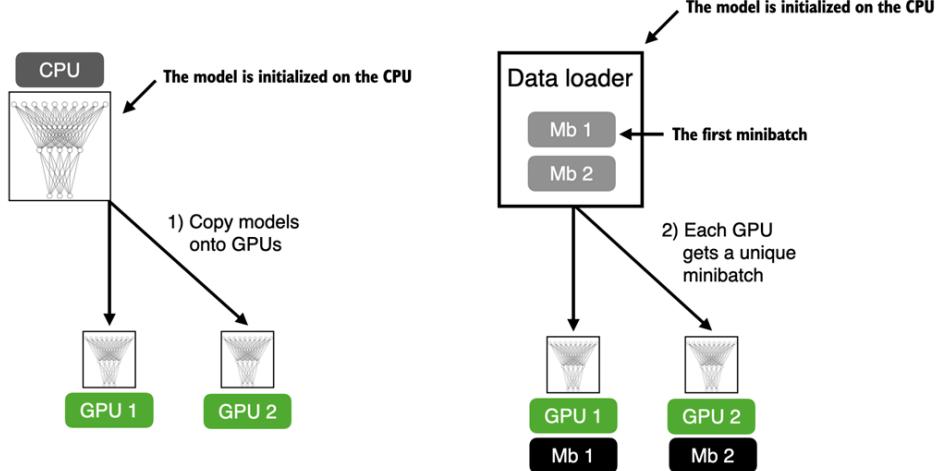 CPU
The model is initialized on the CPU
1) Copy models
onto GPUs
GPU 1
GPU 2
The model is initialized on the CPU
Data loader
Mb 1
The first minibatch
Mb 2
2) Each GPU
gets a unique
minibatch
GPU 1
GPU 2
Mb 1
Mb 2